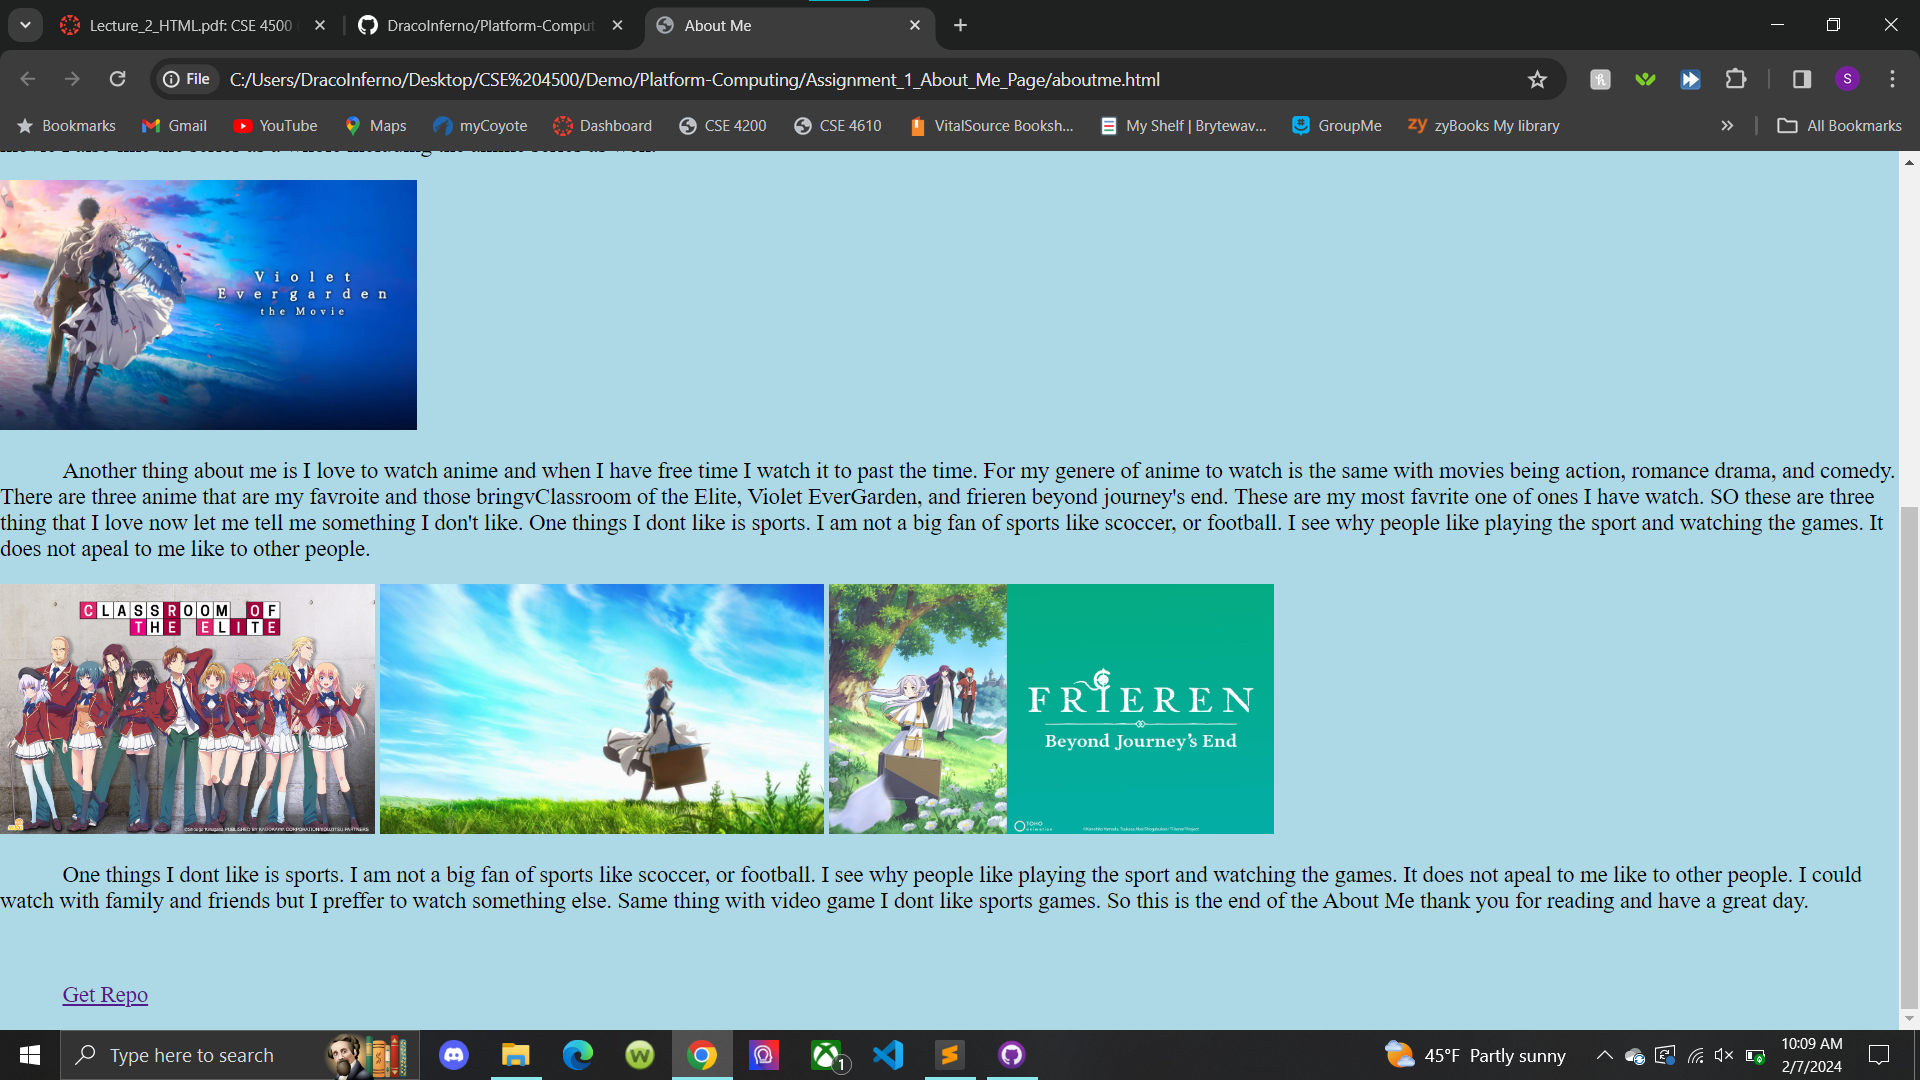 Lecture_2_HTML.pdf: CSE 4500
DracoInferno/Platform-Comput
About Me
File
C:/Users/DracoInferno/Desktop/CSE%204500/Demo/Platform-Computing/Assignment_1_About_Me_Page/aboutme.html
S
Bookmarks
Gmail
YouTube
Maps
myCoyote
Dashboard
CSE 4200
CSE 4610
VitalSource Booksh...
My Shelf | Brytewav...
GroupMe
zy zyBooks My library
All Bookmarks
Violet
Evergarden
the Movie
Another thing about me is I love to watch anime and when I have free time I watch it to past the time. For my genere of anime to watch is the same with movies being action, romance drama, and comedy.
There are three anime that are my favroite and those bringvClassroom of the Elite, Violet EverGarden, and frieren beyond journey's end. These are my most favrite one of ones I have watch. SO these are three
thing that I love now let me tell me something I don't like. One things I dont like is sports. I am not a big fan of sports like scoccer, or football. I see why people like playing the sport and watching the games. It
does not apeal to me like to other people.
CLASSROOM OF
THE ELITE
FRIEREN
Beyond Journey's End
TOHO
animation
One things I dont like is sports. I am not a big fan of sports like scoccer, or football. I see why people like playing the sport and watching the games. It does not apeal to me like to other people. I could
watch with family and friends but I preffer to watch something else. Same thing with video game I dont like sports games. So this is the end of the About Me thank you for reading and have a great day.
Get Repo
Type here to search
1
45°F Partly sunny
10:09 AM
2/7/2024